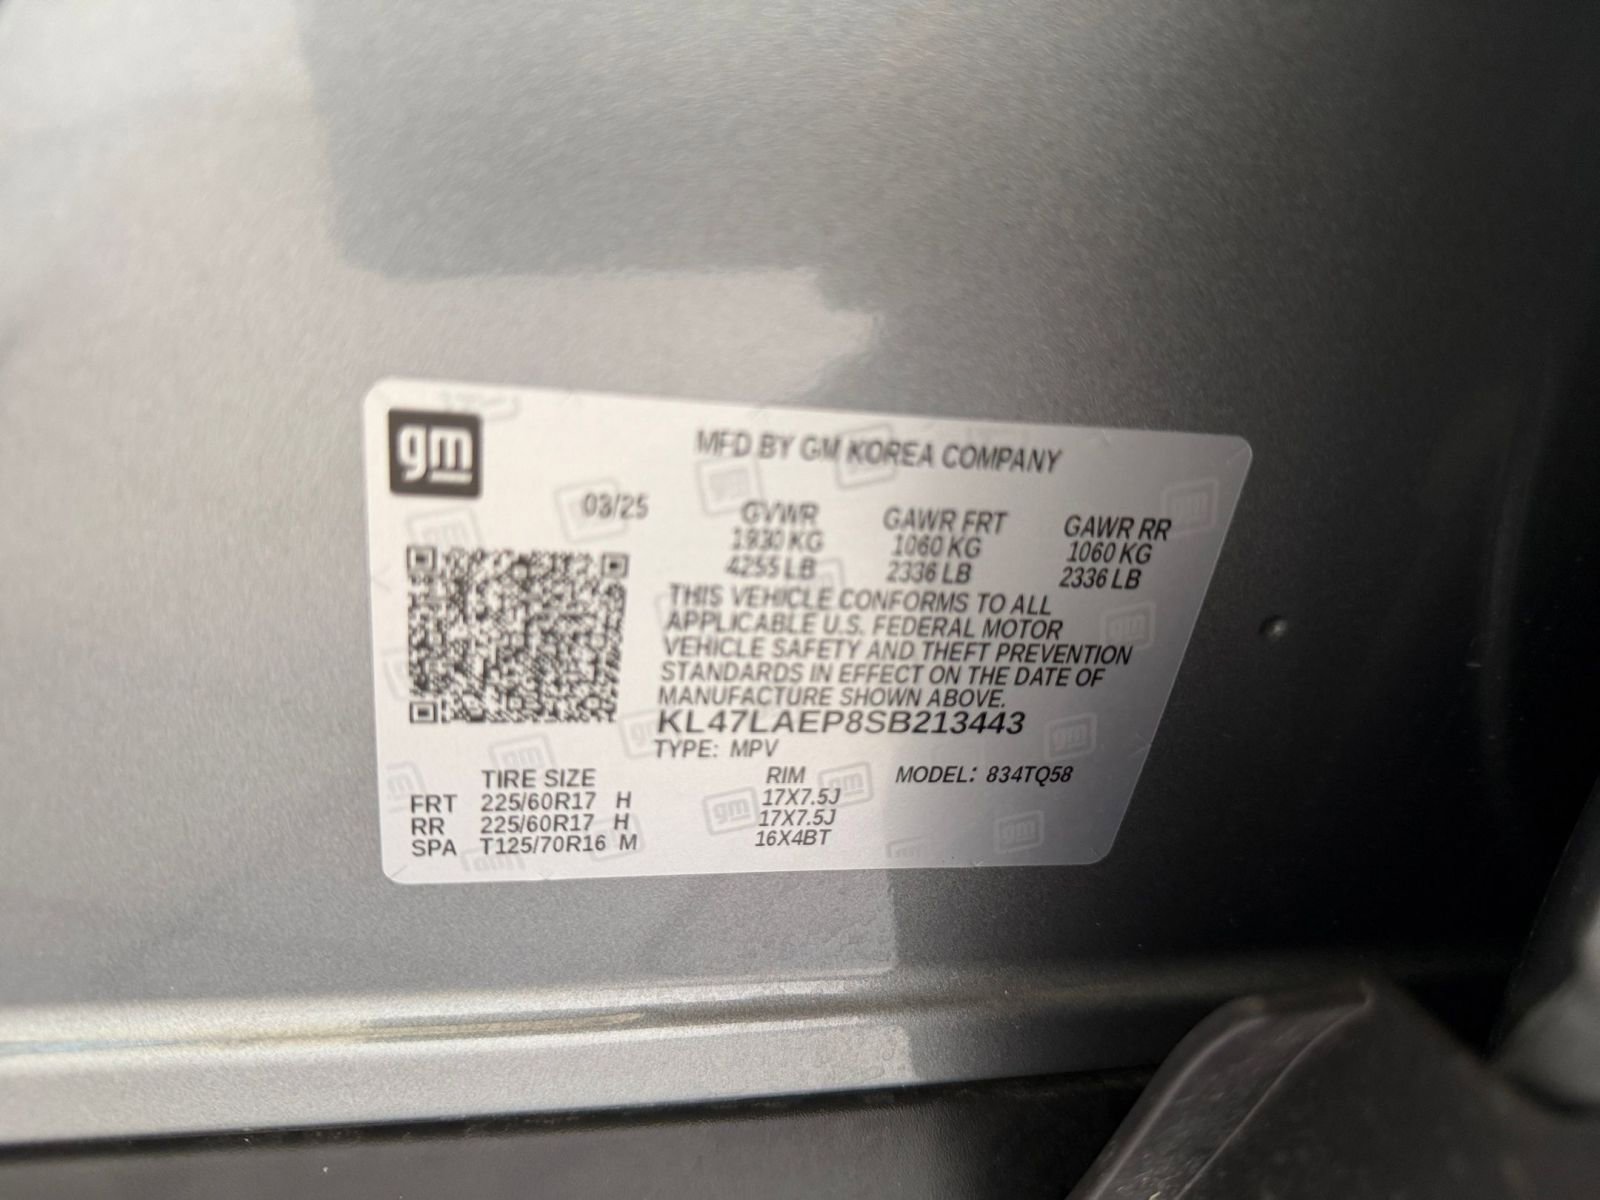 gm
MFD BY GM KOREA COMPANY
03/25 GVWR GAWR FRT GAWR RR
1930 KG 1060 KG 1060 KG
4255 LB 2336 LB 2336 LB
THIS VEHICLE CONFORMS TO ALL
APPLICABLE U.S. FEDERAL MOTOR
VEHICLE SAFETY AND THEFT PREVENTION
STANDARDS IN EFFECT ON THE DATE OF
MANUFACTURE SHOWN ABOVE.
KL47LAEP8SB213443
TYPE: MPV
TIRE SIZE RIM MODEL: 834TQ58
FRT 225/60R17 H 17X7.5J
RR 225/60R17 H 17X7.5J
SPA T125/70R16 M 16X4BT